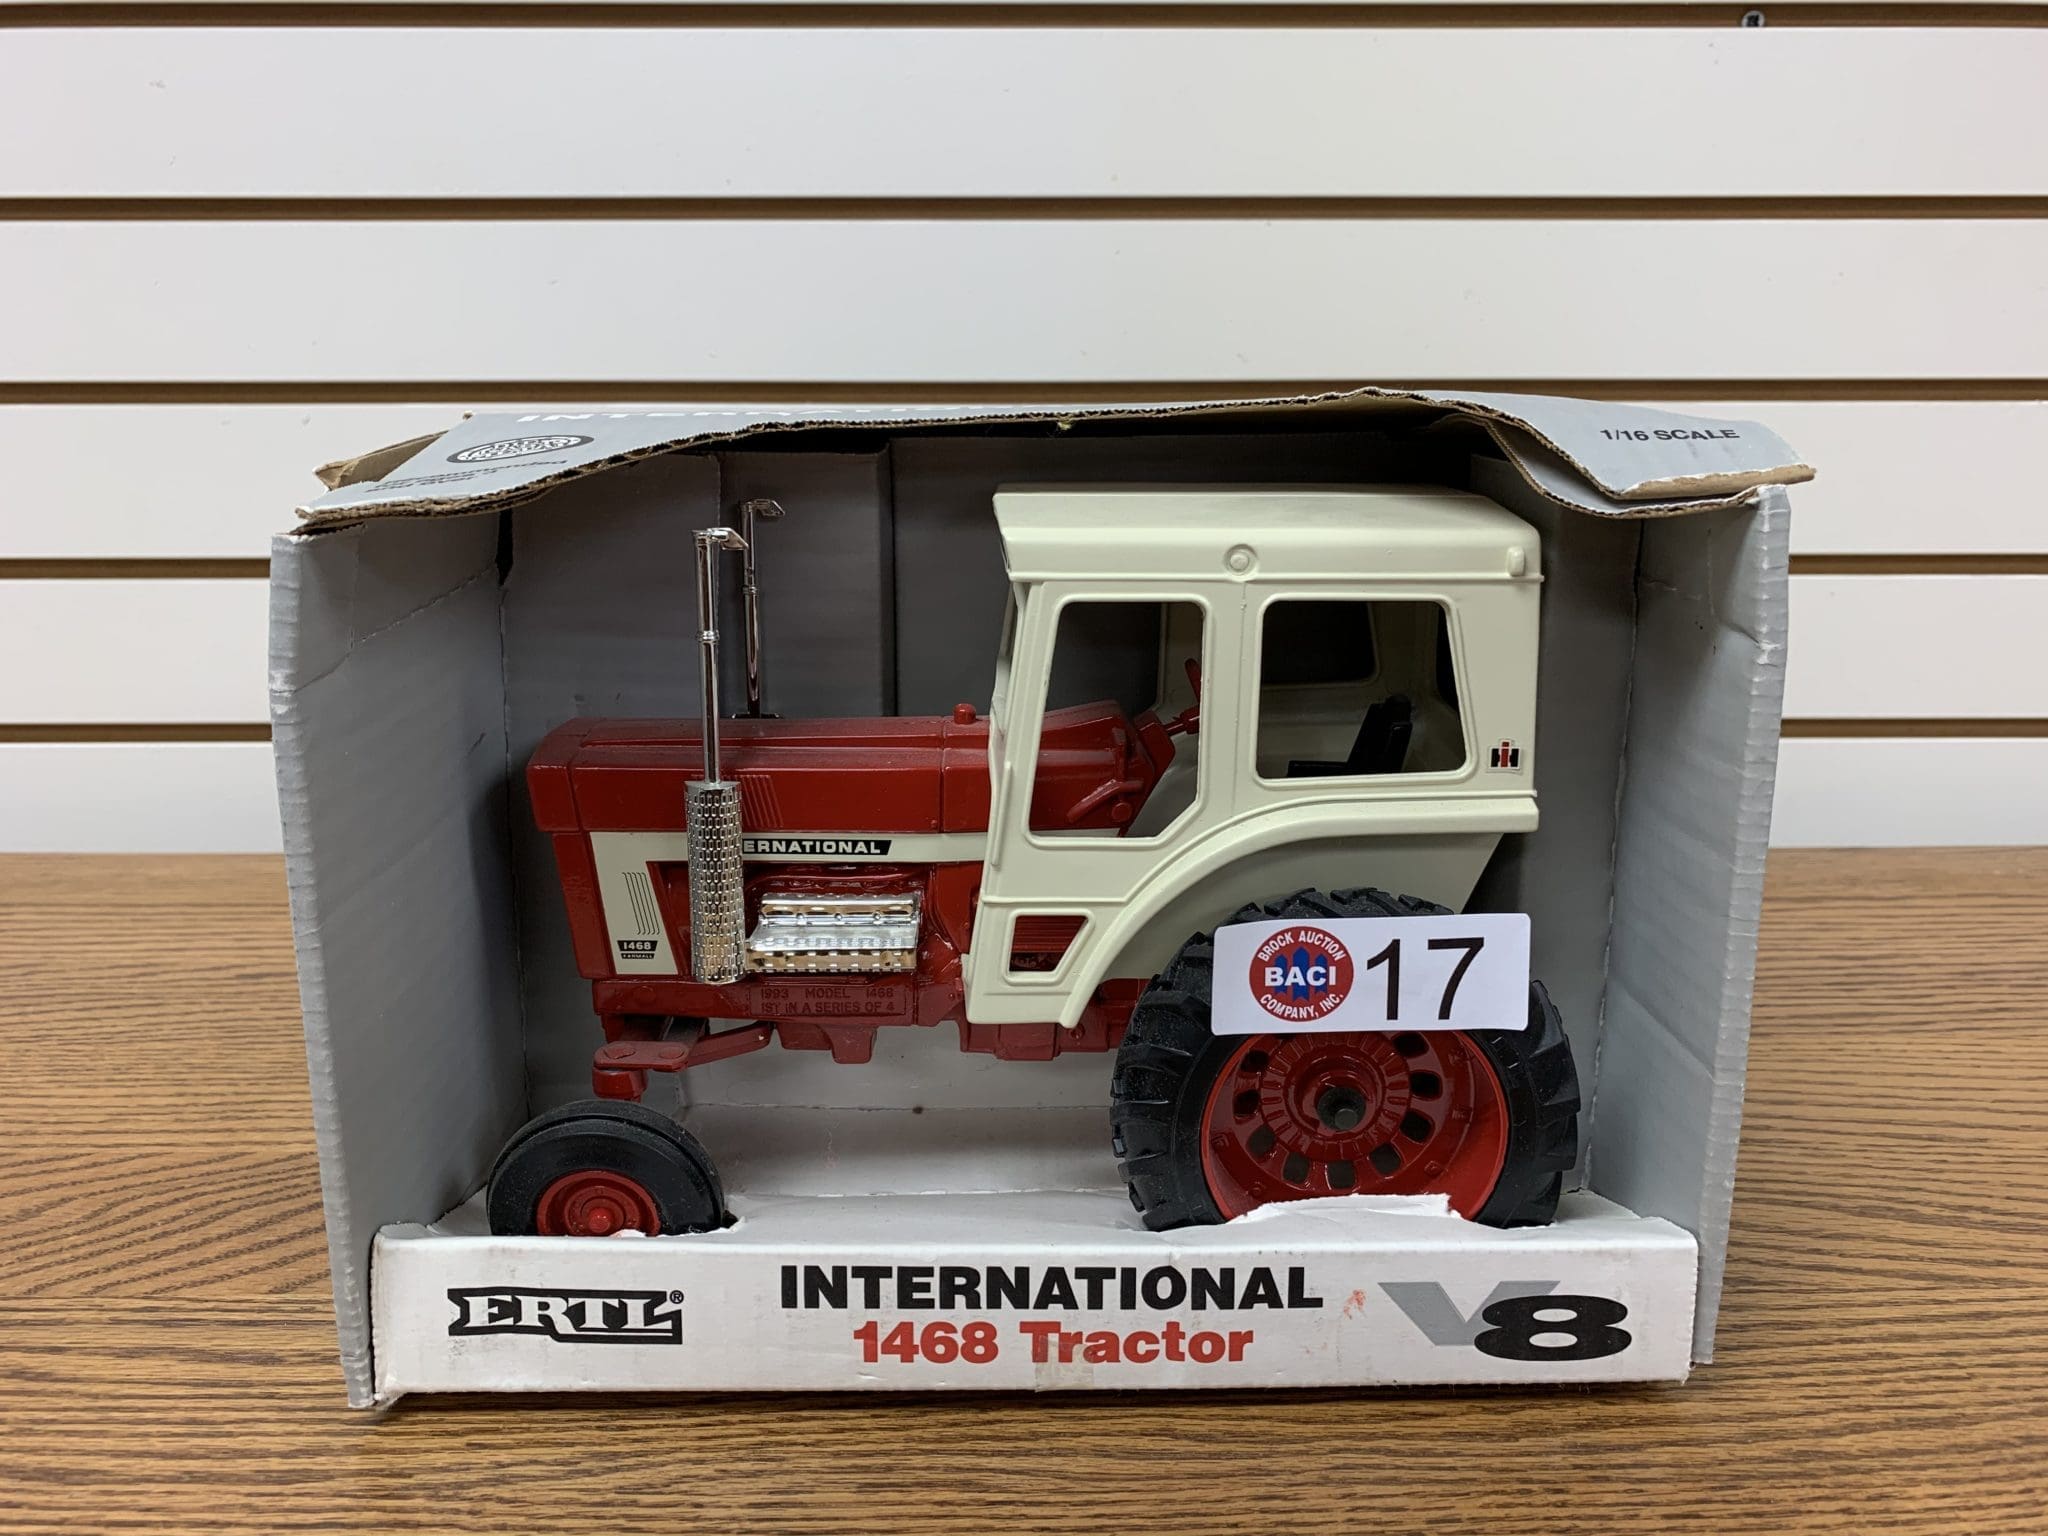 1/16 SCALE
ERNATIONAL
1468
FARMALL
1993 MODEL 1468
1ST IN A SERIES OF 4
IH
BROCK AUCTION
BACI
COMPANY, INC.
17
ERTL®
INTERNATIONAL
1468 Tractor
V8